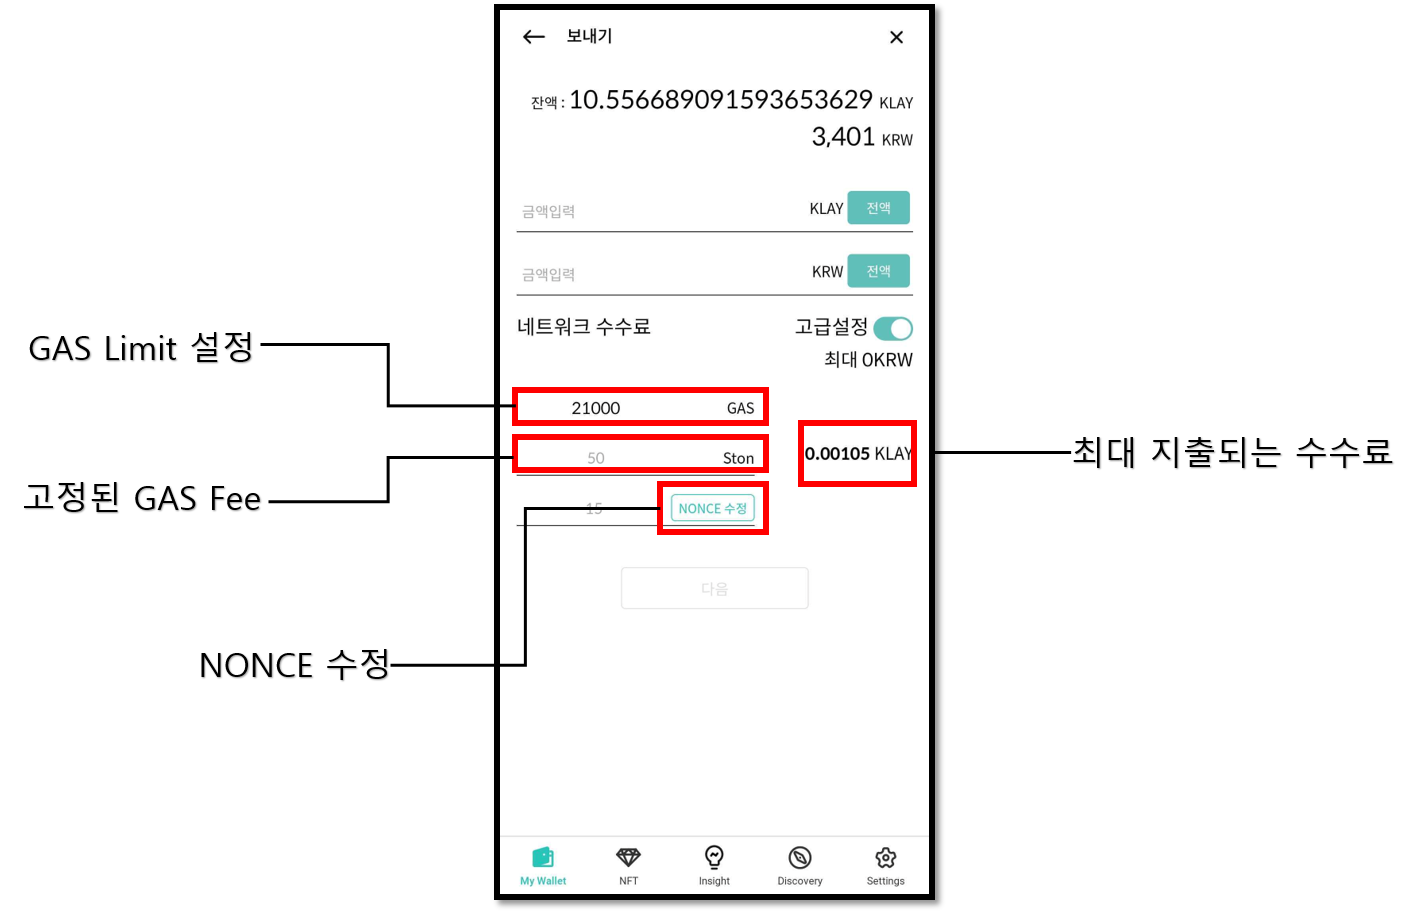 보내기
잔액 : 10.556689091593653629 KLAY
3,401 KRW
금액입력 KLAY 전액
금액입력 KRW 전액
네트워크 수수료 고급설정
최대 0KRW
GAS Limit 설정
21000 GAS
고정된 GAS Fee
50 Ston
0.00105 KLAY
최대 지출되는 수수료
15 NONCE 수정
NONCE 수정
다음
My Wallet NFT Insight Discovery Settings